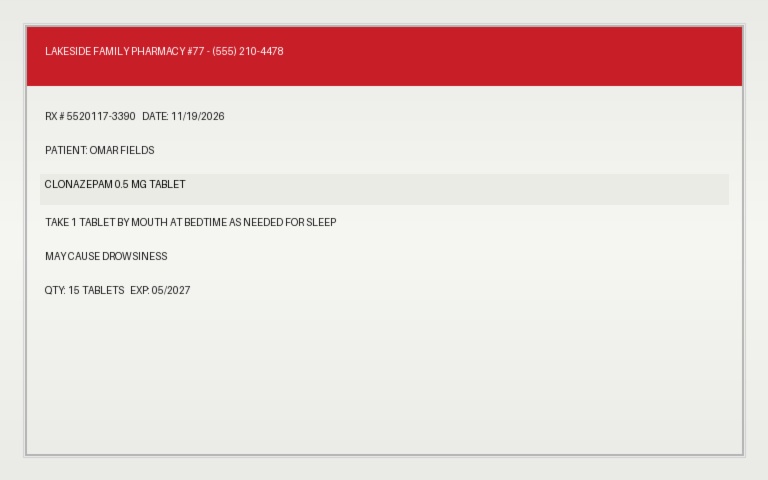 LAKESIDE FAMILY PHARMACY #77 - (555) 210-4478
RX # 5520117-3390 DATE: 11/19/2026
PATIENT: OMAR FIELDS
CLONAZEPAM 0.5 MG TABLET
TAKE 1 TABLET BY MOUTH AT BEDTIME AS NEEDED FOR SLEEP
MAY CAUSE DROWSINESS
QTY: 15 TABLETS EXP: 05/2027